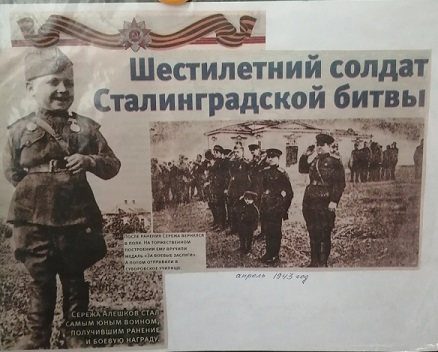 Шестилетний солдат
Сталинградской битвы
После ранения Сережа вернулся
в полк. На торжественном
построении ему вручили
медаль «За боевые заслуги».
А потом отправили в
суворовское училище.
апрель 1943 год
Сережа Алешков стал
самым юным воином,
получившим ранение
и боевую награду.